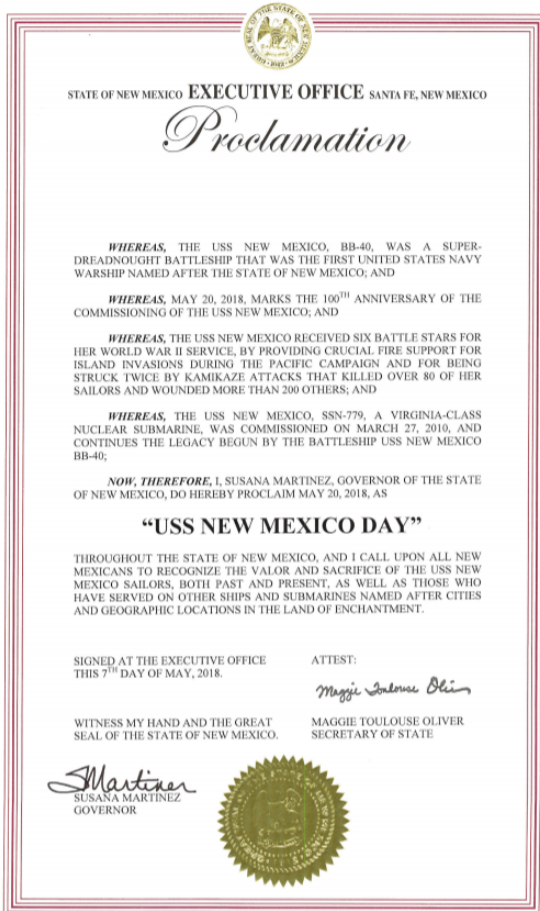 STATE OF NEW MEXICO EXECUTIVE OFFICE SANTA FE, NEW MEXICO
Proclamation
WHEREAS, THE USS NEW MEXICO, BB-40, WAS A SUPER-
DREADNOUGHT BATTLESHIP THAT WAS THE FIRST UNITED STATES NAVY
WARSHIP NAMED AFTER THE STATE OF NEW MEXICO; AND
WHEREAS, MAY 20, 2018, MARKS THE 100TH ANNIVERSARY OF THE
COMMISSIONING OF THE USS NEW MEXICO; AND
WHEREAS, THE USS NEW MEXICO RECEIVED SIX BATTLE STARS FOR
HER WORLD WAR II SERVICE, BY PROVIDING CRUCIAL FIRE SUPPORT FOR
ISLAND INVASIONS DURING THE PACIFIC CAMPAIGN AND FOR BEING
STRUCK TWICE BY KAMIKAZE ATTACKS THAT KILLED OVER 80 OF HER
SAILORS AND WOUNDED MORE THAN 200 OTHERS; AND
WHEREAS, THE USS NEW MEXICO, SSN-779, A VIRGINIA-CLASS
NUCLEAR SUBMARINE, WAS COMMISSIONED ON MARCH 27, 2010, AND
CONTINUES THE LEGACY BEGUN BY THE BATTLESHIP USS NEW MEXICO
BB-40;
NOW, THEREFORE, I, SUSANA MARTINEZ, GOVERNOR OF THE STATE
OF NEW MEXICO, DO HEREBY PROCLAIM MAY 20, 2018, AS
“USS NEW MEXICO DAY”
THROUGHOUT THE STATE OF NEW MEXICO, AND I CALL UPON ALL NEW
MEXICANS TO RECOGNIZE THE VALOR AND SACRIFICE OF THE USS NEW
MEXICO SAILORS, BOTH PAST AND PRESENT, AS WELL AS THOSE WHO
HAVE SERVED ON OTHER SHIPS AND SUBMARINES NAMED AFTER CITIES
AND GEOGRAPHIC LOCATIONS IN THE LAND OF ENCHANTMENT.
SIGNED AT THE EXECUTIVE OFFICE
THIS 7TH DAY OF MAY, 2018.
ATTEST:
Maggie Toulouse Oliver
WITNESS MY HAND AND THE GREAT
SEAL OF THE STATE OF NEW MEXICO.
MAGGIE TOULOUSE OLIVER
SECRETARY OF STATE
SMartinez
SUSANA MARTINEZ
GOVERNOR